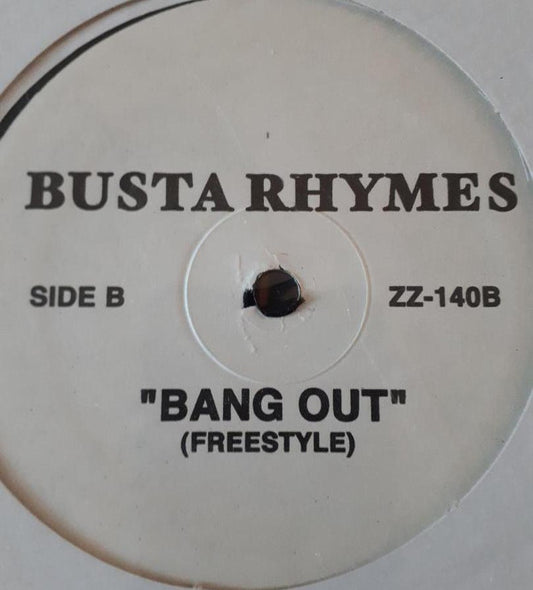 BUSTA RHYMES
SIDE B ZZ-140B
"BANG OUT"
(FREESTYLE)